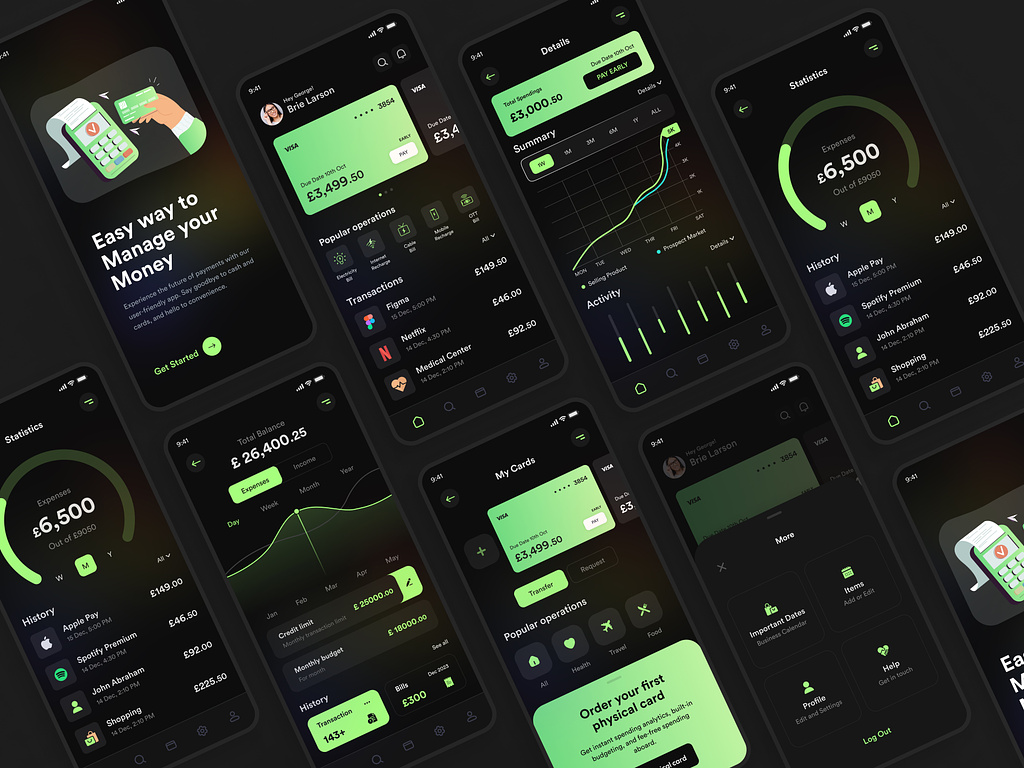 9:41
Easy way to
Manage your
Money
Experience the future of payments with our
user-friendly app. Say goodbye to cash and
cards, and hello to convenience.
Get Started
9:41
Hey George!
Brie Larson
VISA
•••• 3854
Due Date 10th Oct
£3,499.50
EARLY
PAY
VISA
Due Date
£3,4
Popular operations
Electricity
Bill
Internet
Recharge
Cable
Bill
Mobile
Recharge
OTT
Bill
Transactions
All
Figma
15 Dec, 5:00 PM
£149.50
Netflix
14 Dec, 4:30 PM
£46.00
Medical Center
14 Dec, 2:10 PM
£92.50
9:41
Details
Total Spendings
£3,000.50
Due Date 10th Oct
PAY EARLY
Summary
Details
1W
1M
3M
6M
1Y
ALL
5K
4K
3K
2K
1K
MON
TUE
WED
THR
FRI
SAT
Selling Product
Prospect Market
Activity
Details
9:41
Statistics
Expenses
£6,500
Out of £9050
W
M
Y
History
All
Apple Pay
15 Dec, 5:00 PM
£149.00
Spotify Premium
14 Dec, 4:30 PM
£46.50
John Abraham
14 Dec, 2:10 PM
£92.00
Shopping
14 Dec, 2:10 PM
£225.50
Statistics
Expenses
£6,500
Out of £9050
W
M
Y
History
All
Apple Pay
15 Dec, 5:00 PM
£149.00
Spotify Premium
14 Dec, 4:30 PM
£46.50
John Abraham
14 Dec, 2:10 PM
£92.00
Shopping
14 Dec, 2:10 PM
£225.50
9:41
Total Balance
£ 26,400.25
Expenses
Income
Day
Week
Month
Year
Jan
Feb
Mar
Apr
May
Credit limit
Monthly transaction limit
£ 25000.00
Monthly budget
For month
£ 18000.00
History
See all
Transaction
143+
Bills
Dec 2023
£300
9:41
My Cards
VISA
•••• 3854
Due Date 10th Oct
£3,499.50
EARLY
PAY
VISA
£3.
Transfer
Request
Popular operations
All
Health
Travel
Food
Order your first
physical card
Get instant spending analytics, built-in
budgeting, and fee-free spending
aboard.
9:41
Hey George!
Brie Larson
VISA
•••• 3854
VISA
Due Date
More
Important Dates
Business Calendar
Items
Add or Edit
Profile
Edit and Settings
Help
Get in touch
Log Out
9:41